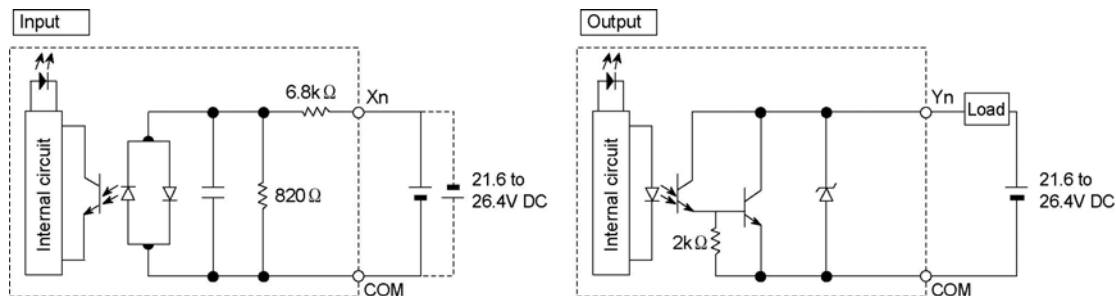 Input
Internal circuit
6.8kΩ
Xn
820Ω
21.6 to
26.4V DC
COM
Output
Internal circuit
Yn
Load
2kΩ
21.6 to
26.4V DC
COM